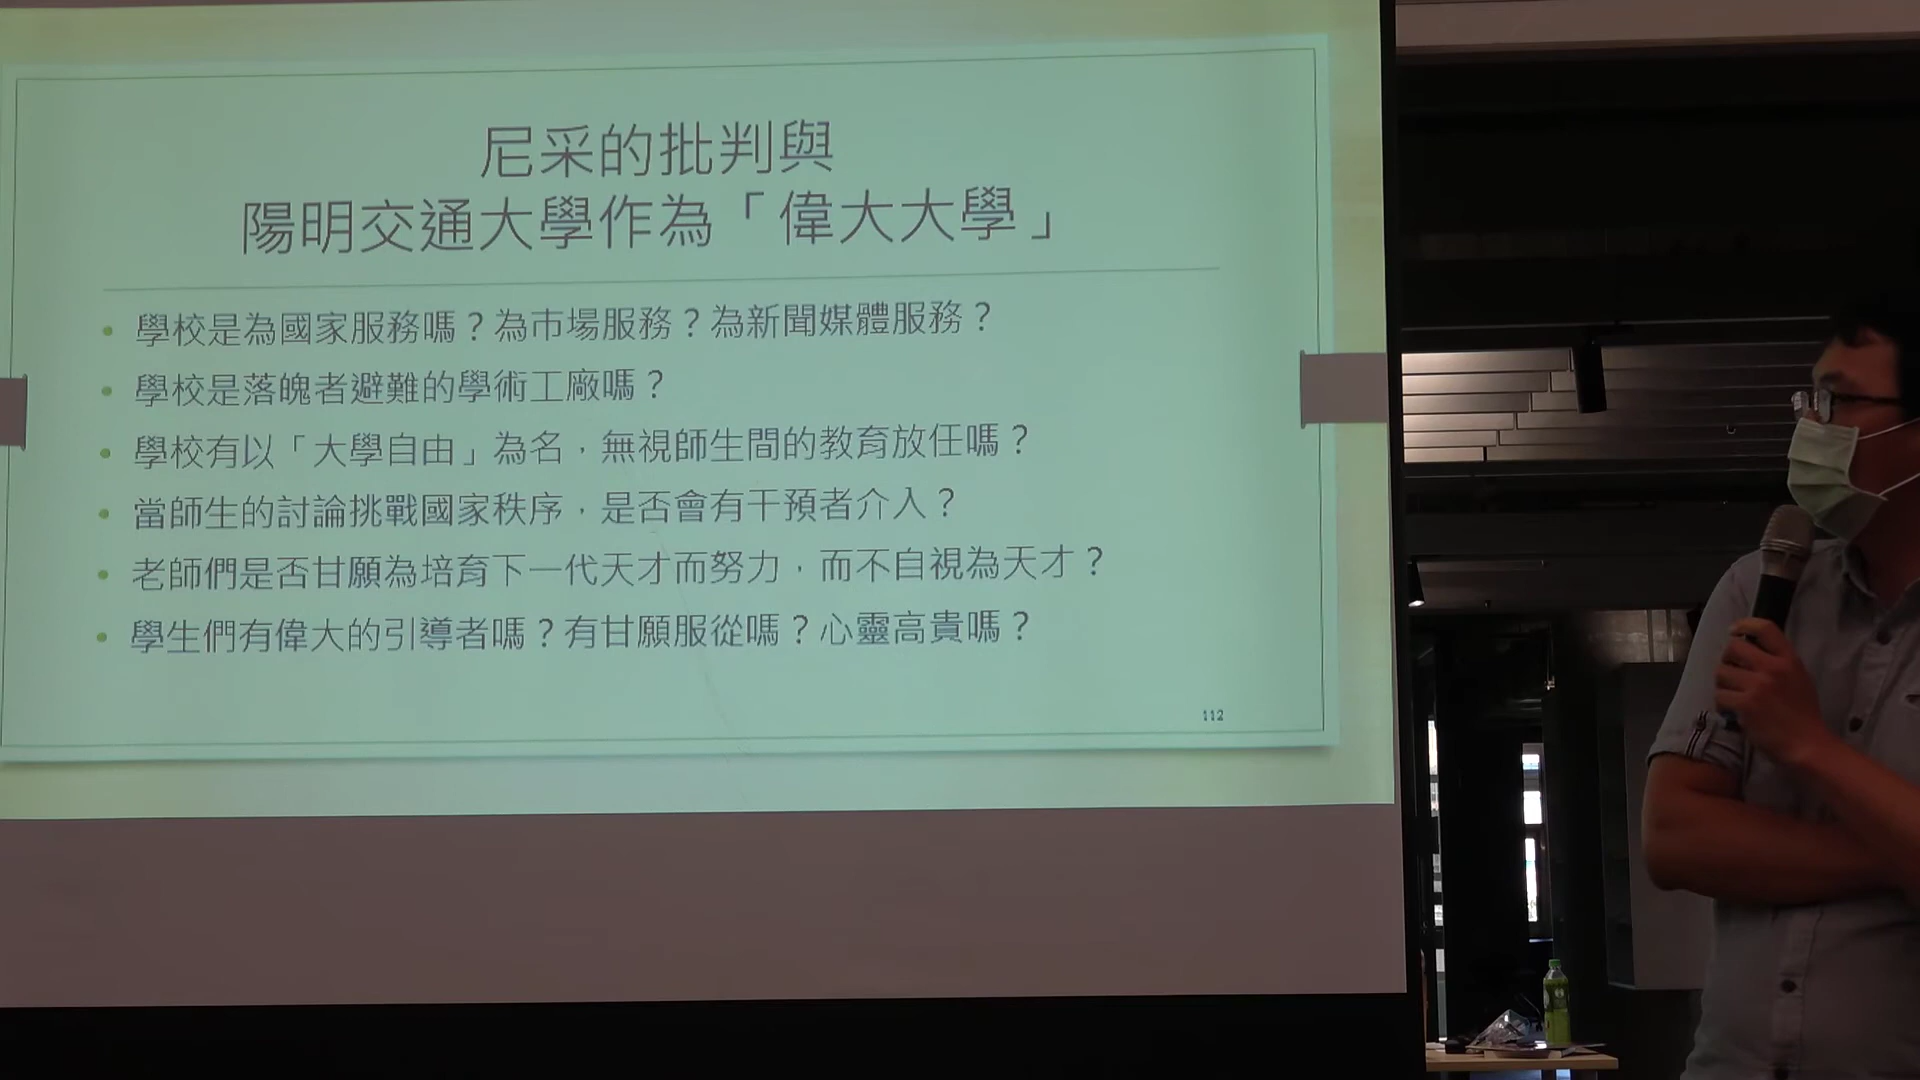 尼采的批判與
陽明交通大學作為「偉大大學」
學校是為國家服務嗎？為市場服務？為新聞媒體服務？
學校是落魄者避難的學術工廠嗎？
學校有以「大學自由」為名，無視師生間的教育放任嗎？
當師生的討論挑戰國家秩序，是否會有干預者介入？
老師們是否甘願為培育下一代天才而努力，而不自視為天才？
學生們有偉大的引導者嗎？有甘願服從嗎？心靈高貴嗎？
112